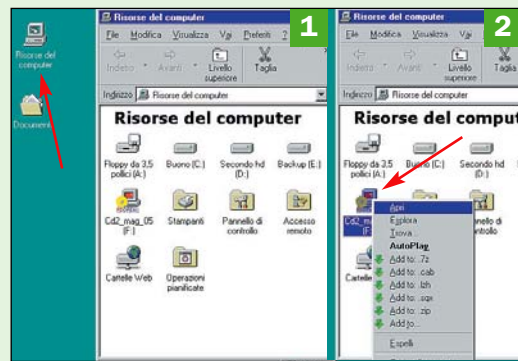 Risorse del
computer
Documenti
Risorse del computer
1
File Modifica Visualizza Vai Preferiti ?
Indietro Avanti Livello
superiore Taglia
Indirizzo Risorse del computer
Risorse del computer
Floppy da 3,5
pollici (A:) Buono (C:) Secondo hd
(D:) Backup (E:)
Cd2_mag_05
(F:) Stampanti Pannello di
controllo Accesso
remoto
Cartelle Web Operazioni
pianificate
Risorse del computer
2
File Modifica Visualizza Vai
Indietro Avanti Livello
superiore Taglia
Indirizzo Risorse del computer
Risorse del comput
Floppy da 3,5
pollici (A:) Buono (C:) Secondo hd
(D:)
Cd2_mag
Cartelle
Apri
Esplora
Trova...
AutoPlay
Add to: .7z
Add to: .cab
Add to: .lzh
Add to: .sqx
Add to: .zip
Add to...
Espelli